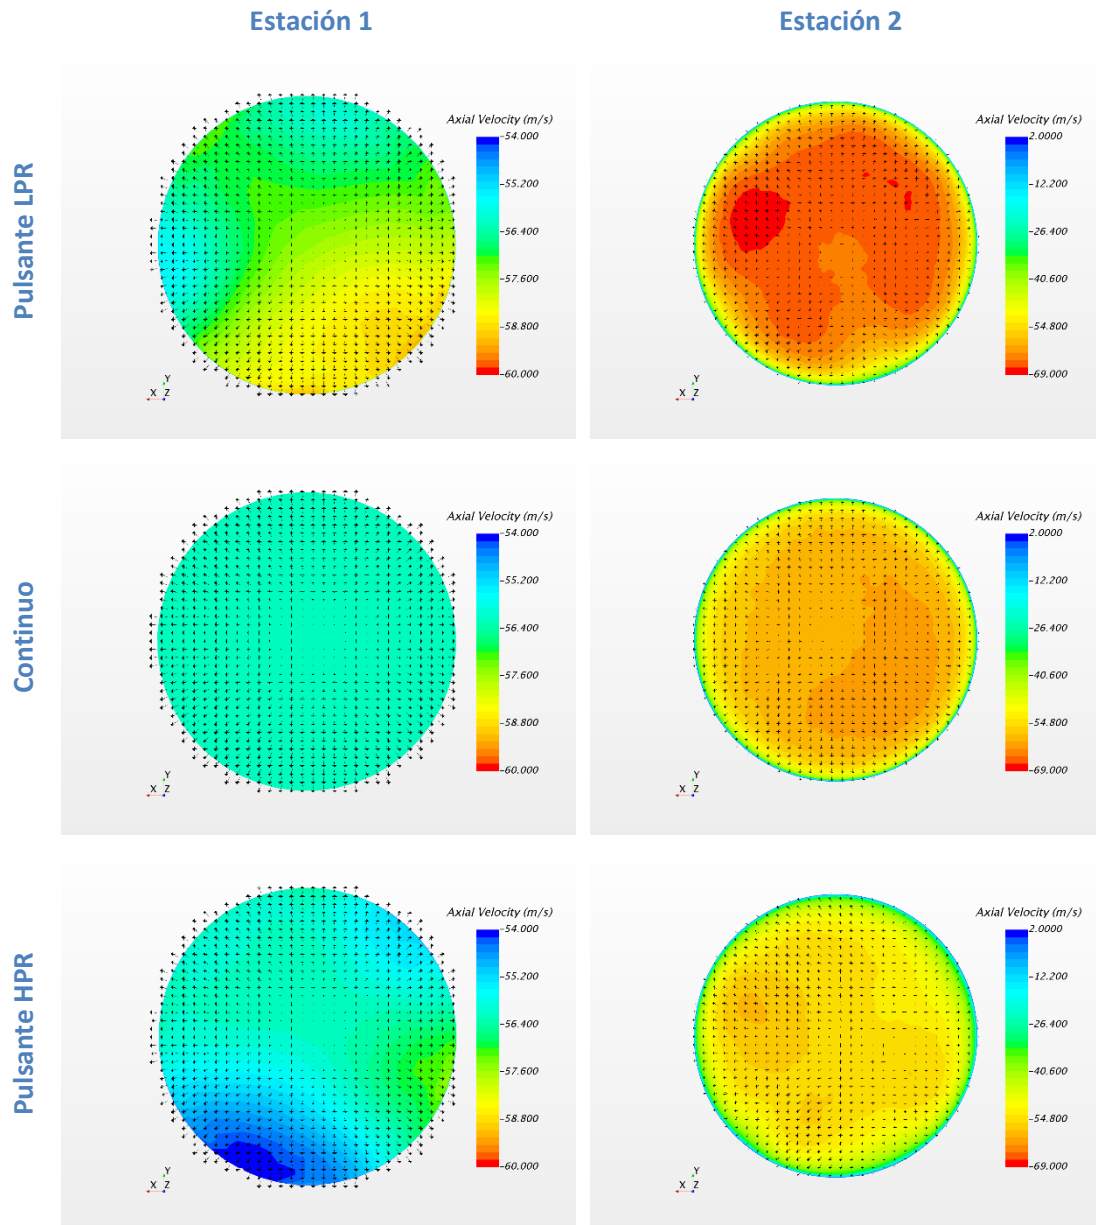 Estación 1
Estación 2
Pulsante LPR
Axial Velocity (m/s)
54.000
55.200
56.400
57.600
58.800
60.000
Y
X Z
Axial Velocity (m/s)
2.0000
12.200
26.400
40.600
54.800
69.000
Y
X Z
Continuo
Axial Velocity (m/s)
54.000
55.200
56.400
57.600
58.800
60.000
Y
X Z
Axial Velocity (m/s)
2.0000
12.200
26.400
40.600
54.800
69.000
Y
X Z
Pulsante HPR
Axial Velocity (m/s)
54.000
55.200
56.400
57.600
58.800
60.000
Y
X Z
Axial Velocity (m/s)
2.0000
12.200
26.400
40.600
54.800
69.000
Y
X Z